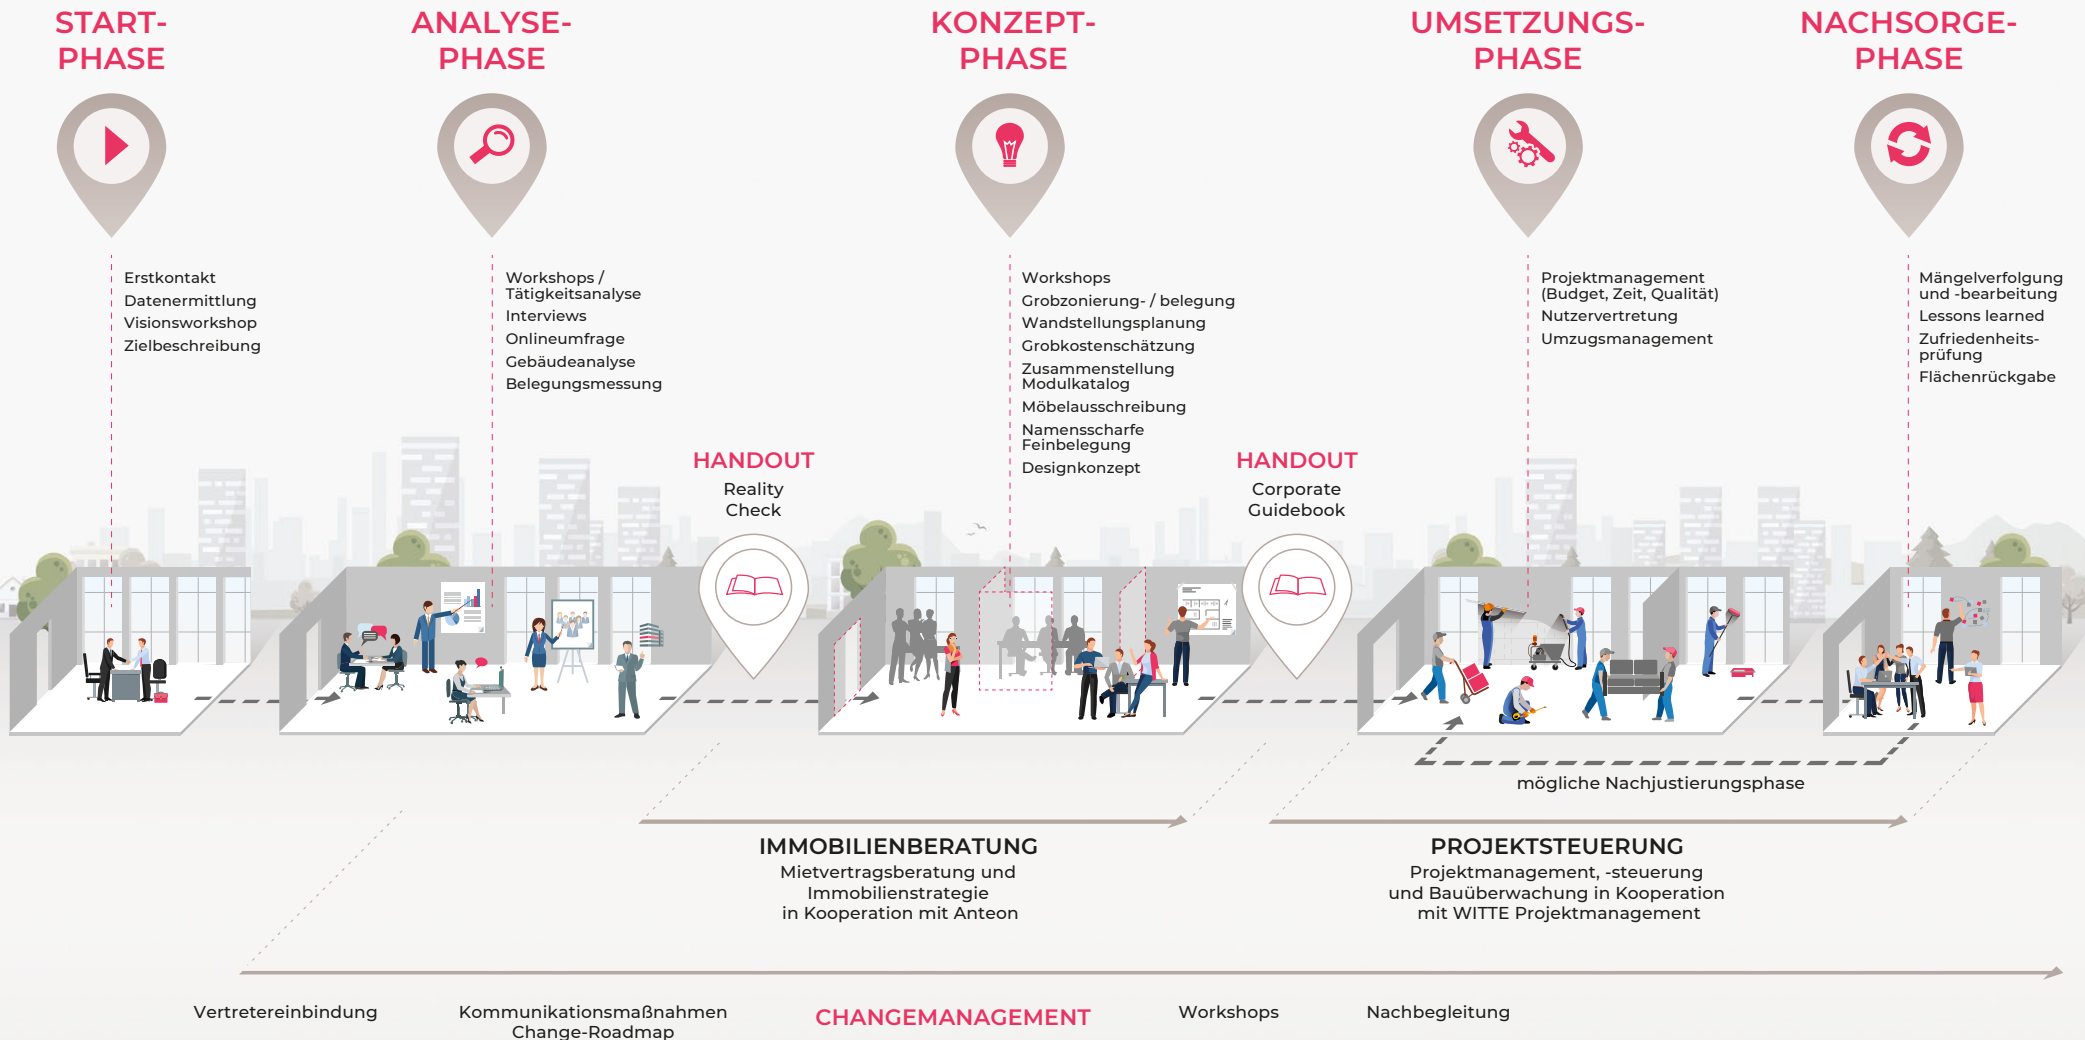 START-
PHASE
Erstkontakt
Datenermittlung
Visionsworkshop
Zielbeschreibung
ANALYSE-
PHASE
Workshops /
Tätigkeitsanalyse
Interviews
Onlineumfrage
Gebäudeanalyse
Belegungsmessung
HANDOUT
Reality
Check
KONZEPT-
PHASE
Workshops
Grobzonierung- / belegung
Wandstellungsplanung
Grobkostenschätzung
Zusammenstellung
Modulkatalog
Möbelausschreibung
Namensscharfe
Feinbelegung
Designkonzept
HANDOUT
Corporate
Guidebook
UMSETZUNGS-
PHASE
Projektmanagement
(Budget, Zeit, Qualität)
Nutzervertretung
Umzugsmanagement
NACHSORGE-
PHASE
Mängelverfolgung
und -bearbeitung
Lessons learned
Zufriedenheits-
prüfung
Flächenrückgabe
mögliche Nachjustierungsphase
IMMOBILIENBERATUNG
Mietvertragsberatung und
Immobilienstrategie
in Kooperation mit Anteon
PROJEKTSTEUERUNG
Projektmanagement, -steuerung
und Bauüberwachung in Kooperation
mit WITTE Projektmanagement
Vertretereinbindung
Kommunikationsmaßnahmen
Change-Roadmap
CHANGEMANAGEMENT
Workshops
Nachbegleitung